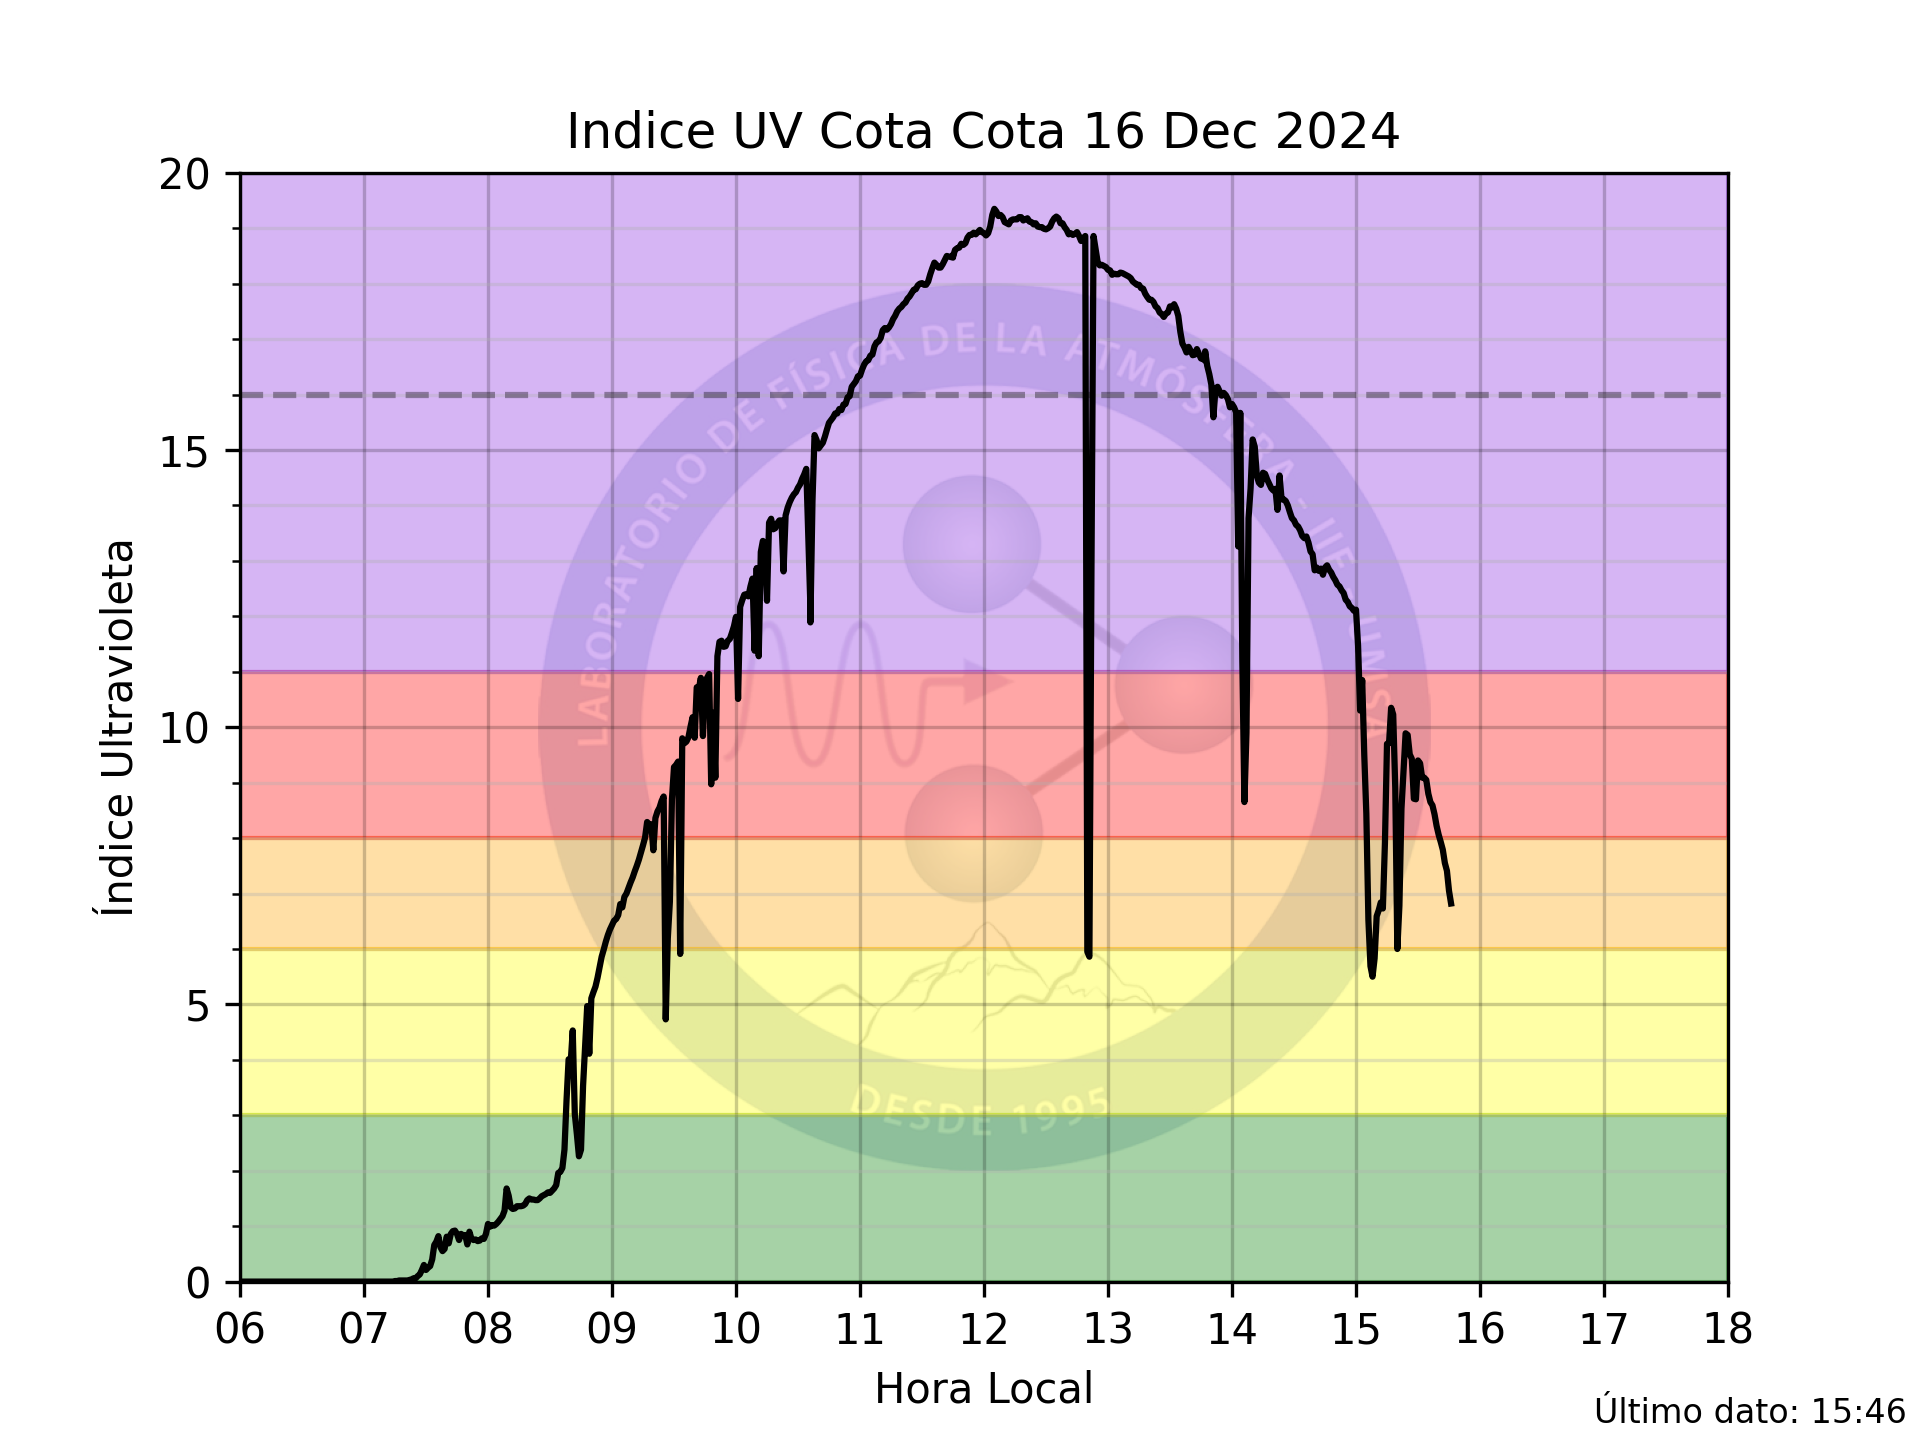 Indice UV Cota Cota 16 Dec 2024
20
15
10
5
0
Índice Ultravioleta
LABORATORIO DE FÍSICA DE LA ATMÓSFERA - IIF UMSA
DESDE 1995
06 07 08 09 10 11 12 13 14 15 16 17 18
Hora Local
Último dato: 15:46